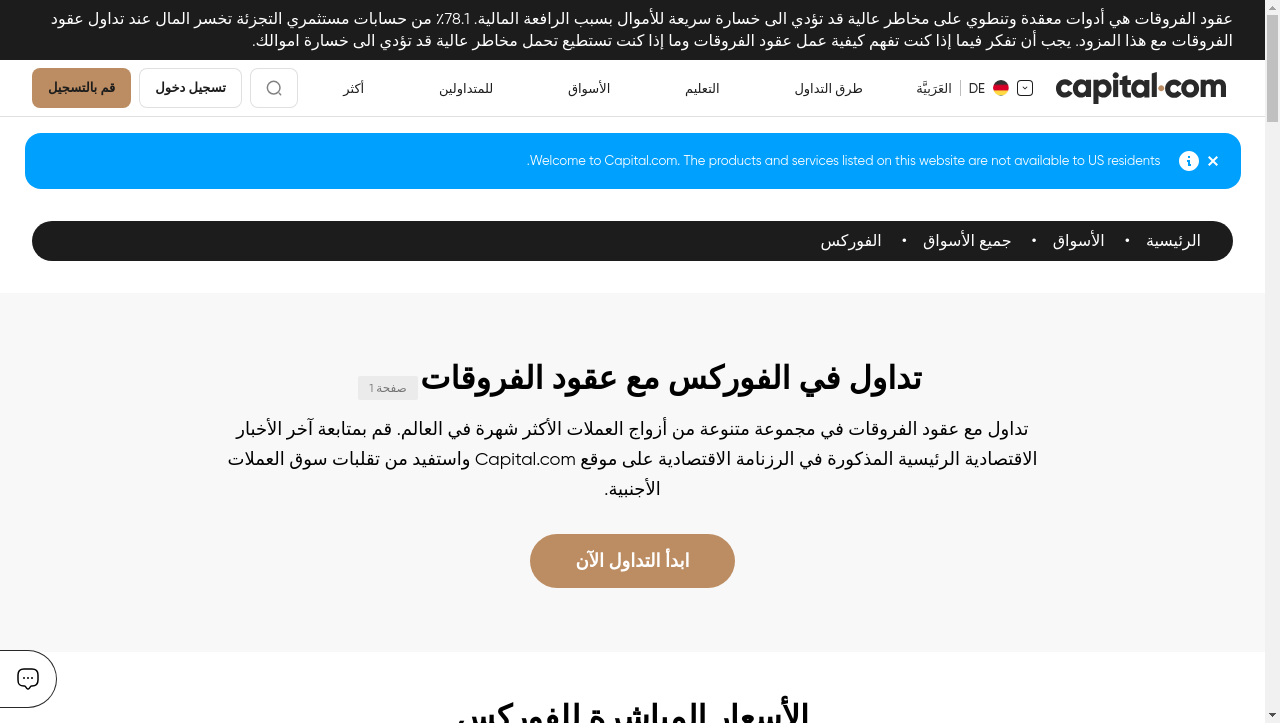 عقود الفروقات هي أدوات معقدة وتنطوي على مخاطر عالية قد تؤدي الى خسارة سريعة للأموال بسبب الرافعة المالية. 78.1٪ من حسابات مستثمري التجزئة تخسر المال عند تداول عقود
الفروقات مع هذا المزود. يجب أن تفكر فيما إذا كنت تفهم كيفية عمل عقود الفروقات وما إذا كنت تستطيع تحمل مخاطر عالية قد تؤدي الى خسارة اموالك.
capital.com
DE
العَرَبيَّة
طرق التداول
التعليم
الأسواق
للمتداولين
أكثر
تسجيل دخول
قم بالتسجيل
Welcome to Capital.com. The products and services listed on this website are not available to US residents.
الرئيسية • الأسواق • جميع الأسواق • الفوركس
تداول في الفوركس مع عقود الفروقات
صفحة 1
تداول مع عقود الفروقات في مجموعة متنوعة من أزواج العملات الأكثر شهرة في العالم. قم بمتابعة آخر الأخبار
الاقتصادية الرئيسية المذكورة في الرزنامة الاقتصادية على موقع Capital.com واستفيد من تقلبات سوق العملات
الأجنبية.
ابدأ التداول الآن
الأسعار المباشرة للفوركس